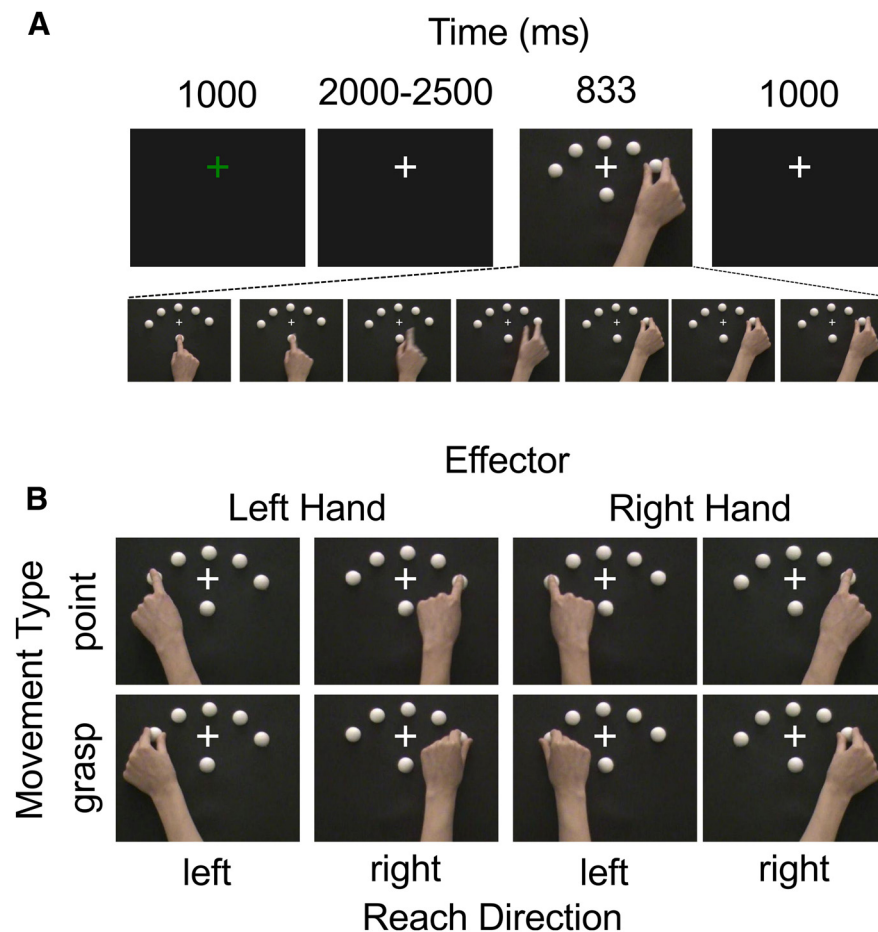 A
Time (ms)
1000 2000-2500 833 1000
Effector
B
Left Hand Right Hand
Movement Type
point
grasp
left right left right
Reach Direction